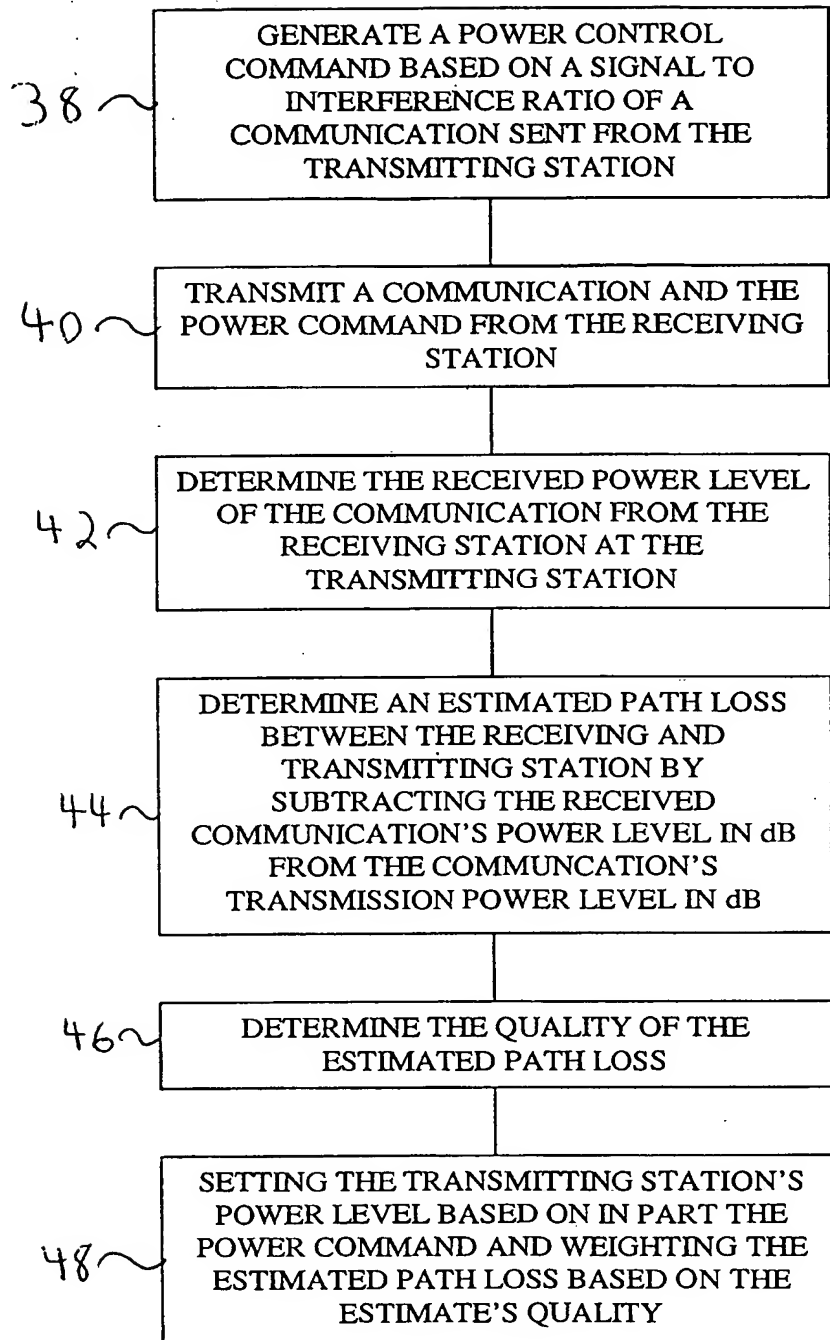 GENERATE A POWER CONTROL
COMMAND BASED ON A SIGNAL TO
INTERFERENCE RATIO OF A
COMMUNICATION SENT FROM THE
TRANSMITTING STATION
38
TRANSMIT A COMMUNICATION AND THE
POWER COMMAND FROM THE RECEIVING
STATION
40
DETERMINE THE RECEIVED POWER LEVEL
OF THE COMMUNICATION FROM THE
RECEIVING STATION AT THE
TRANSMITTING STATION
42
DETERMINE AN ESTIMATED PATH LOSS
BETWEEN THE RECEIVING AND
TRANSMITTING STATION BY
SUBTRACTING THE RECEIVED
COMMUNICATION'S POWER LEVEL IN dB
FROM THE COMMUNCATION'S
TRANSMISSION POWER LEVEL IN dB
44
DETERMINE THE QUALITY OF THE
ESTIMATED PATH LOSS
46
SETTING THE TRANSMITTING STATION'S
POWER LEVEL BASED ON IN PART THE
POWER COMMAND AND WEIGHTING THE
ESTIMATED PATH LOSS BASED ON THE
ESTIMATE'S QUALITY
48